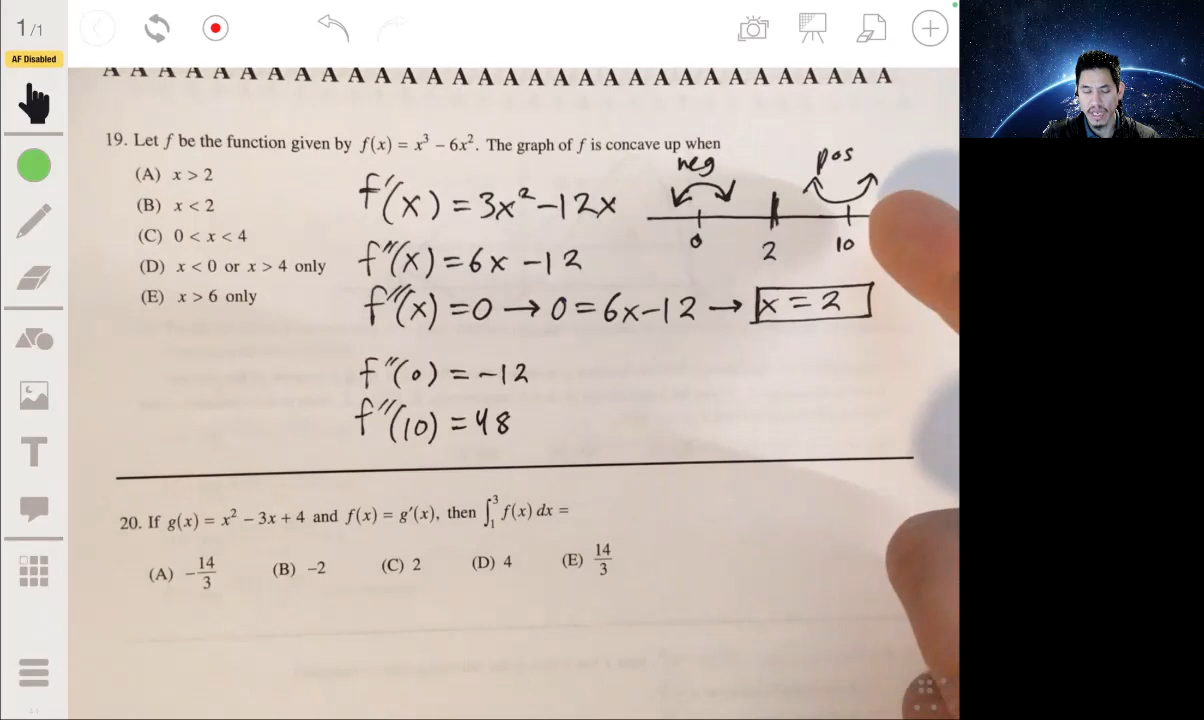 1/1
AF Disabled
A A A A A A A A A A A A A A A A A A A A A A A A A A A A A A
19. Let f be the function given by f(x) = x³ − 6x². The graph of f is concave up when
(A) x > 2
(B) x < 2
(C) 0 < x < 4
(D) x < 0 or x > 4 only
(E) x > 6 only
f'(x) = 3x² − 12x
f''(x) = 6x − 12
f''(x) = 0 → 0 = 6x − 12 → x = 2
f''(0) = −12
f''(10) = 48
neg pos
0 2 10
20. If g(x) = x² − 3x + 4 and f(x) = g'(x), then ∫₁³ f(x) dx =
(A) −14/3 (B) −2 (C) 2 (D) 4 (E) 14/3
T